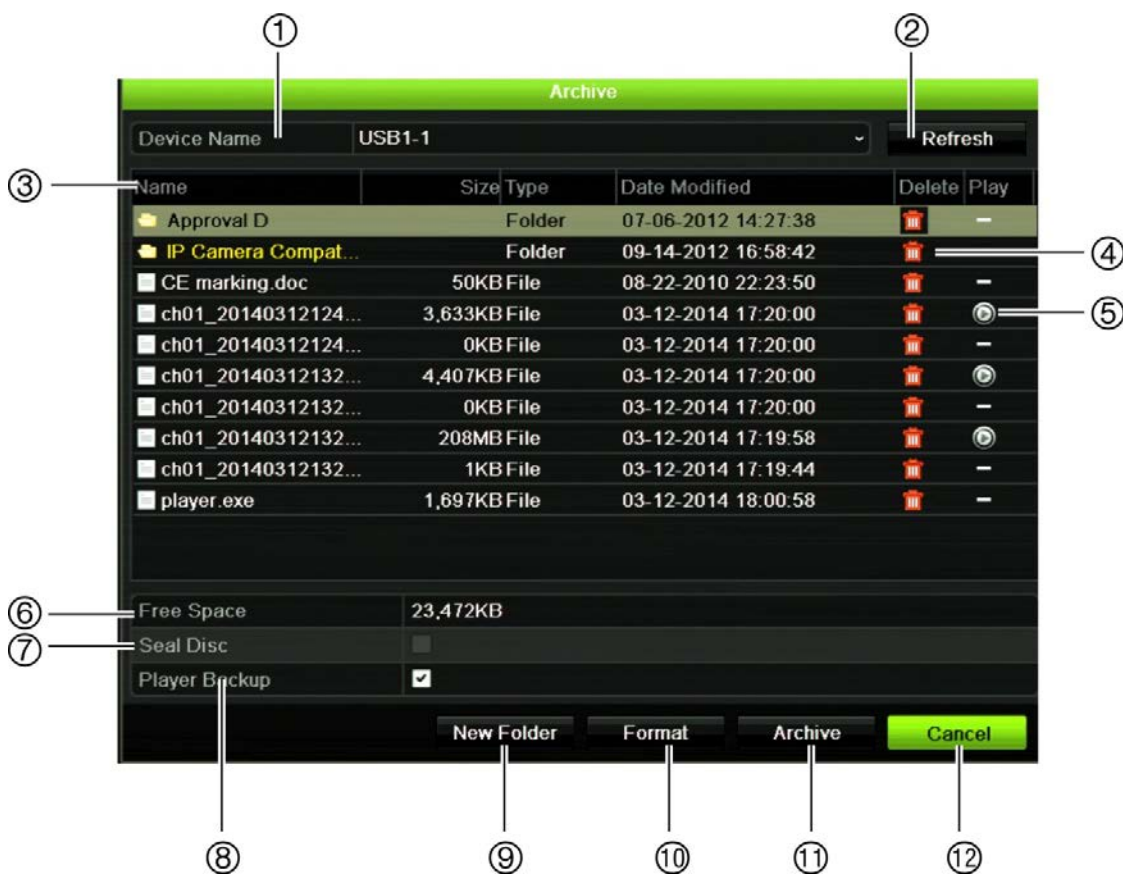 ① ②
Archive
Device Name USB1-1 Refresh
③ Name Size Type Date Modified Delete Play
Approval D Folder 07-06-2012 14:27:38 –
IP Camera Compat... Folder 09-14-2012 16:58:42 ④
CE marking.doc 50KB File 08-22-2010 22:23:50 –
ch01_20140312124... 3,633KB File 03-12-2014 17:20:00 ⑤
ch01_20140312124... 0KB File 03-12-2014 17:20:00 –
ch01_20140312132... 4,407KB File 03-12-2014 17:20:00
ch01_20140312132... 0KB File 03-12-2014 17:20:00 –
ch01_20140312132... 208MB File 03-12-2014 17:19:58
ch01_20140312132... 1KB File 03-12-2014 17:19:44 –
player.exe 1,697KB File 03-12-2014 18:00:58 –
⑥ Free Space 23,472KB
⑦ Seal Disc
Player Backup
New Folder Format Archive Cancel
⑧ ⑨ ⑩ ⑪ ⑫